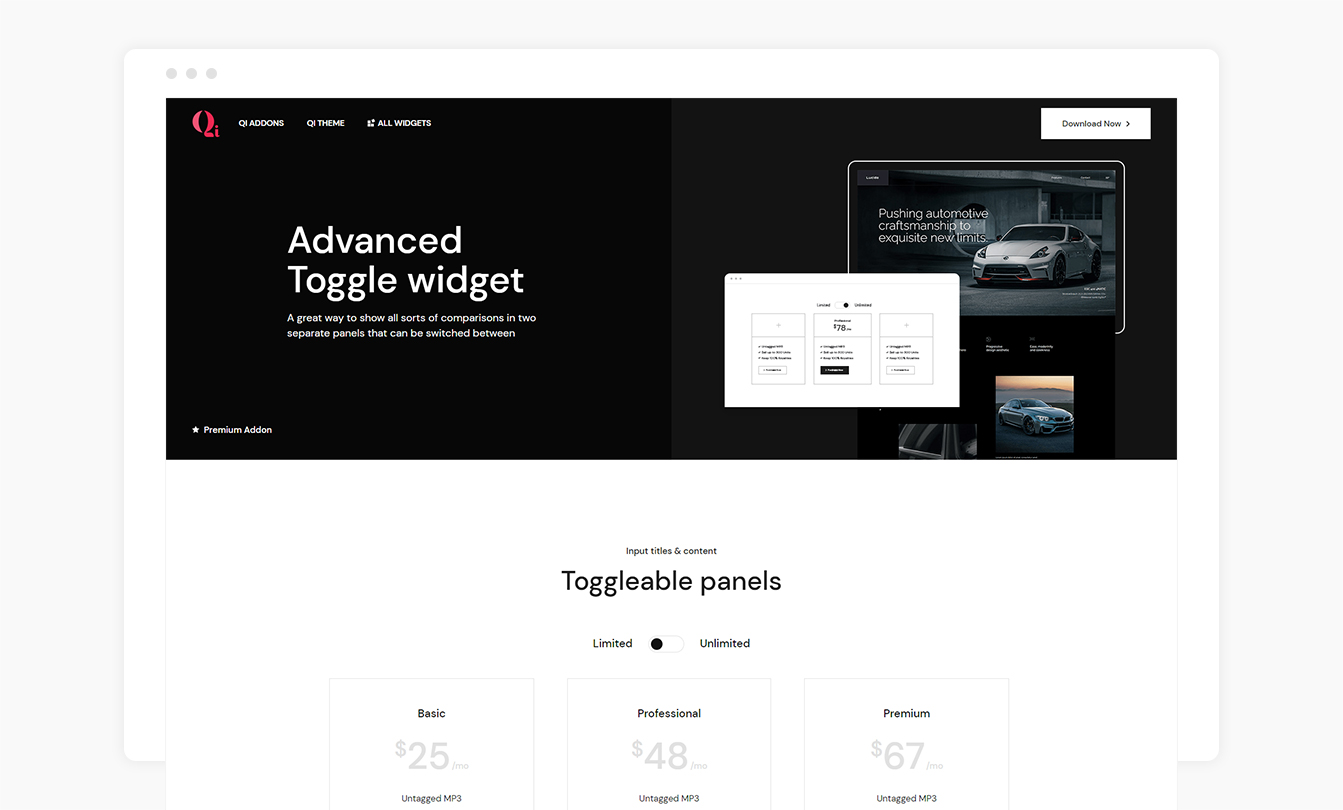 Qi
QI ADDONS
QI THEME
ALL WIDGETS
Download Now
Advanced
Toggle widget
A great way to show all sorts of comparisons in two
separate panels that can be switched between
Premium Addon
Pushing automotive
craftsmanship to
exquisite new limits.
Limited
Unlimited
Professional
$78
Input titles & content
Toggleable panels
Limited
Unlimited
Basic
$25/mo
Untagged MP3
Professional
$48/mo
Untagged MP3
Premium
$67/mo
Untagged MP3